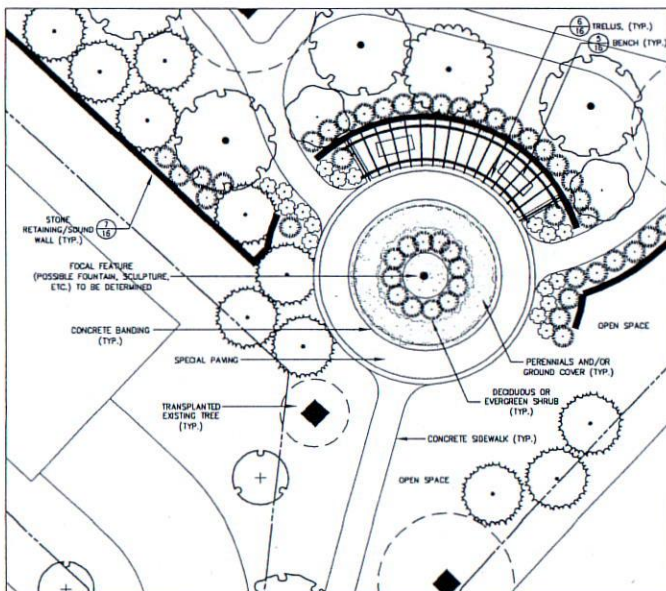 6
16
TRELLIS, (TYP.)
5
16
BENCH (TYP.)
STONE
RETAINING/SOUND
WALL (TYP.)
7
16
FOCAL FEATURE
(POSSIBLE FOUNTAIN, SCULPTURE,
ETC.) TO BE DETERMINED
CONCRETE BANDING
(TYP.)
SPECIAL PAVING
TRANSPLANTED
EXISTING TREE
(TYP.)
OPEN SPACE
PERENNIALS AND/OR
GROUND COVER (TYP.)
DECIDUOUS OR
EVERGREEN SHRUB
(TYP.)
CONCRETE SIDEWALK (TYP.)
OPEN SPACE